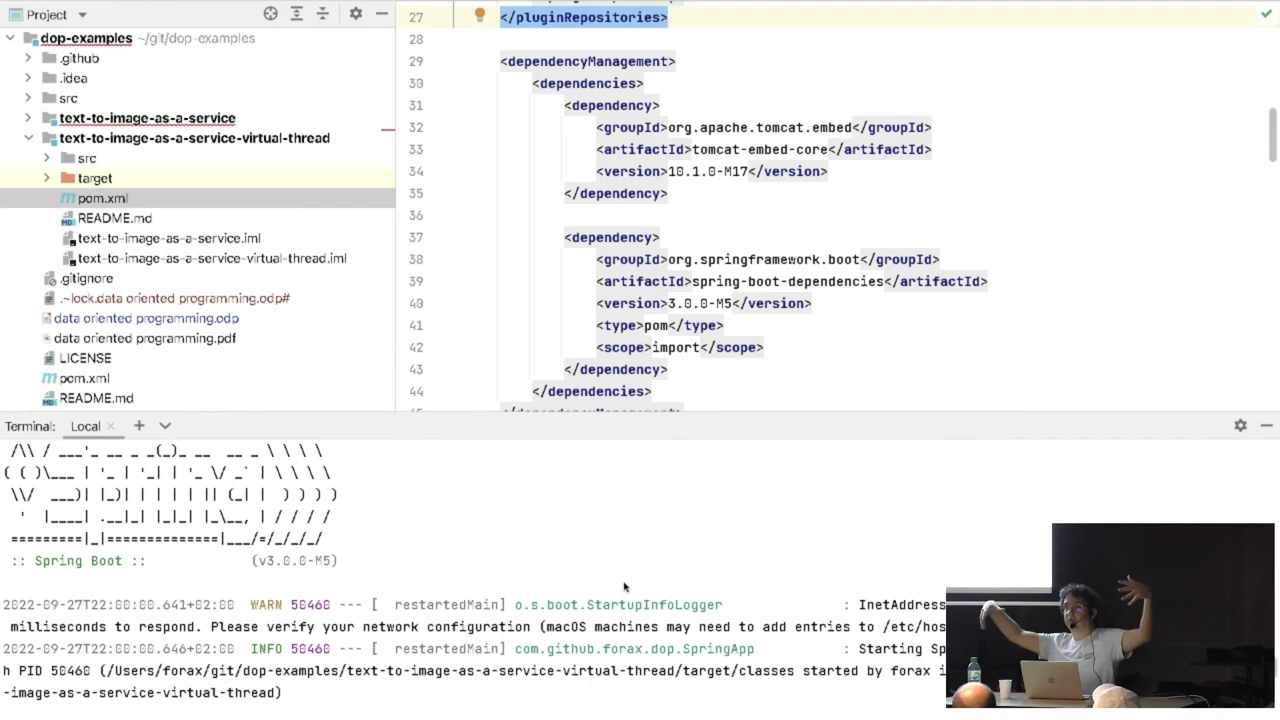 Project
dop-examples ~/git/dop-examples
.github
.idea
src
text-to-image-as-a-service
text-to-image-as-a-service-virtual-thread
src
target
pom.xml
README.md
text-to-image-as-a-service.iml
text-to-image-as-a-service-virtual-thread.iml
.gitignore
.~lock.data oriented programming.odp#
data oriented programming.odp
data oriented programming.pdf
LICENSE
pom.xml
README.md
27 </pluginRepositories>
28
29 <dependencyManagement>
30 <dependencies>
31 <dependency>
32 <groupId>org.apache.tomcat.embed</groupId>
33 <artifactId>tomcat-embed-core</artifactId>
34 <version>10.1.0-M17</version>
35 </dependency>
36
37 <dependency>
38 <groupId>org.springframework.boot</groupId>
39 <artifactId>spring-boot-dependencies</artifactId>
40 <version>3.0.0-M5</version>
41 <type>pom</type>
42 <scope>import</scope>
43 </dependency>
44 </dependencies>
Terminal: Local
:: Spring Boot :: (v3.0.0-M5)
2022-09-27T22:00:00.641+02:00 WARN 50460 --- [ restartedMain] o.s.boot.StartupInfoLogger : InetAddress
milliseconds to respond. Please verify your network configuration (macOS machines may need to add entries to /etc/hos
2022-09-27T22:00:00.646+02:00 INFO 50460 --- [ restartedMain] com.github.forax.dop.SpringApp : Starting Sp
h PID 50460 (/Users/forax/git/dop-examples/text-to-image-as-a-service-virtual-thread/target/classes started by forax i
-image-as-a-service-virtual-thread)